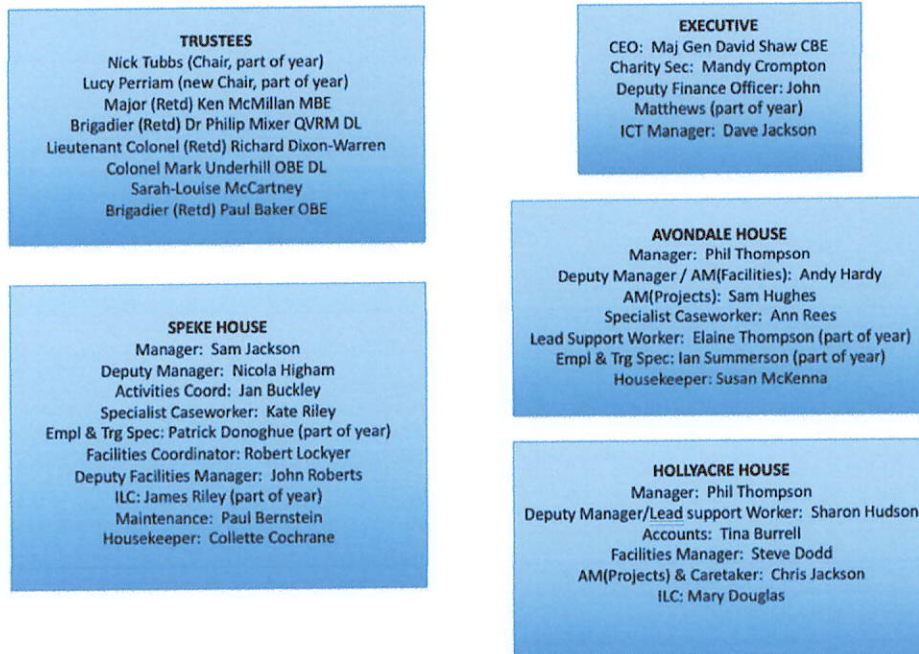 TRUSTEES
Nick Tubbs (Chair, part of year)
Lucy Perriam (new Chair, part of year)
Major (Retd) Ken McMillan MBE
Brigadier (Retd) Dr Philip Mixer QVRM DL
Lieutenant Colonel (Retd) Richard Dixon-Warren
Colonel Mark Underhill OBE DL
Sarah-Louise McCartney
Brigadier (Retd) Paul Baker OBE
EXECUTIVE
CEO: Maj Gen David Shaw CBE
Charity Sec: Mandy Crompton
Deputy Finance Officer: John
Matthews (part of year)
ICT Manager: Dave Jackson
SPEKE HOUSE
Manager: Sam Jackson
Deputy Manager: Nicola Higham
Activities Coord: Jan Buckley
Specialist Caseworker: Kate Riley
Empl & Trg Spec: Patrick Donoghue (part of year)
Facilities Coordinator: Robert Lockyer
Deputy Facilities Manager: John Roberts
ILC: James Riley (part of year)
Maintenance: Paul Bernstein
Housekeeper: Collette Cochrane
AVONDALE HOUSE
Manager: Phil Thompson
Deputy Manager / AM(Facilities): Andy Hardy
AM(Projects): Sam Hughes
Specialist Caseworker: Ann Rees
Lead Support Worker: Elaine Thompson (part of year)
Empl & Trg Spec: Ian Summerson (part of year)
Housekeeper: Susan McKenna
HOLLYACRE HOUSE
Manager: Phil Thompson
Deputy Manager/Lead support Worker: Sharon Hudson
Accounts: Tina Burrell
Facilities Manager: Steve Dodd
AM(Projects) & Caretaker: Chris Jackson
ILC: Mary Douglas